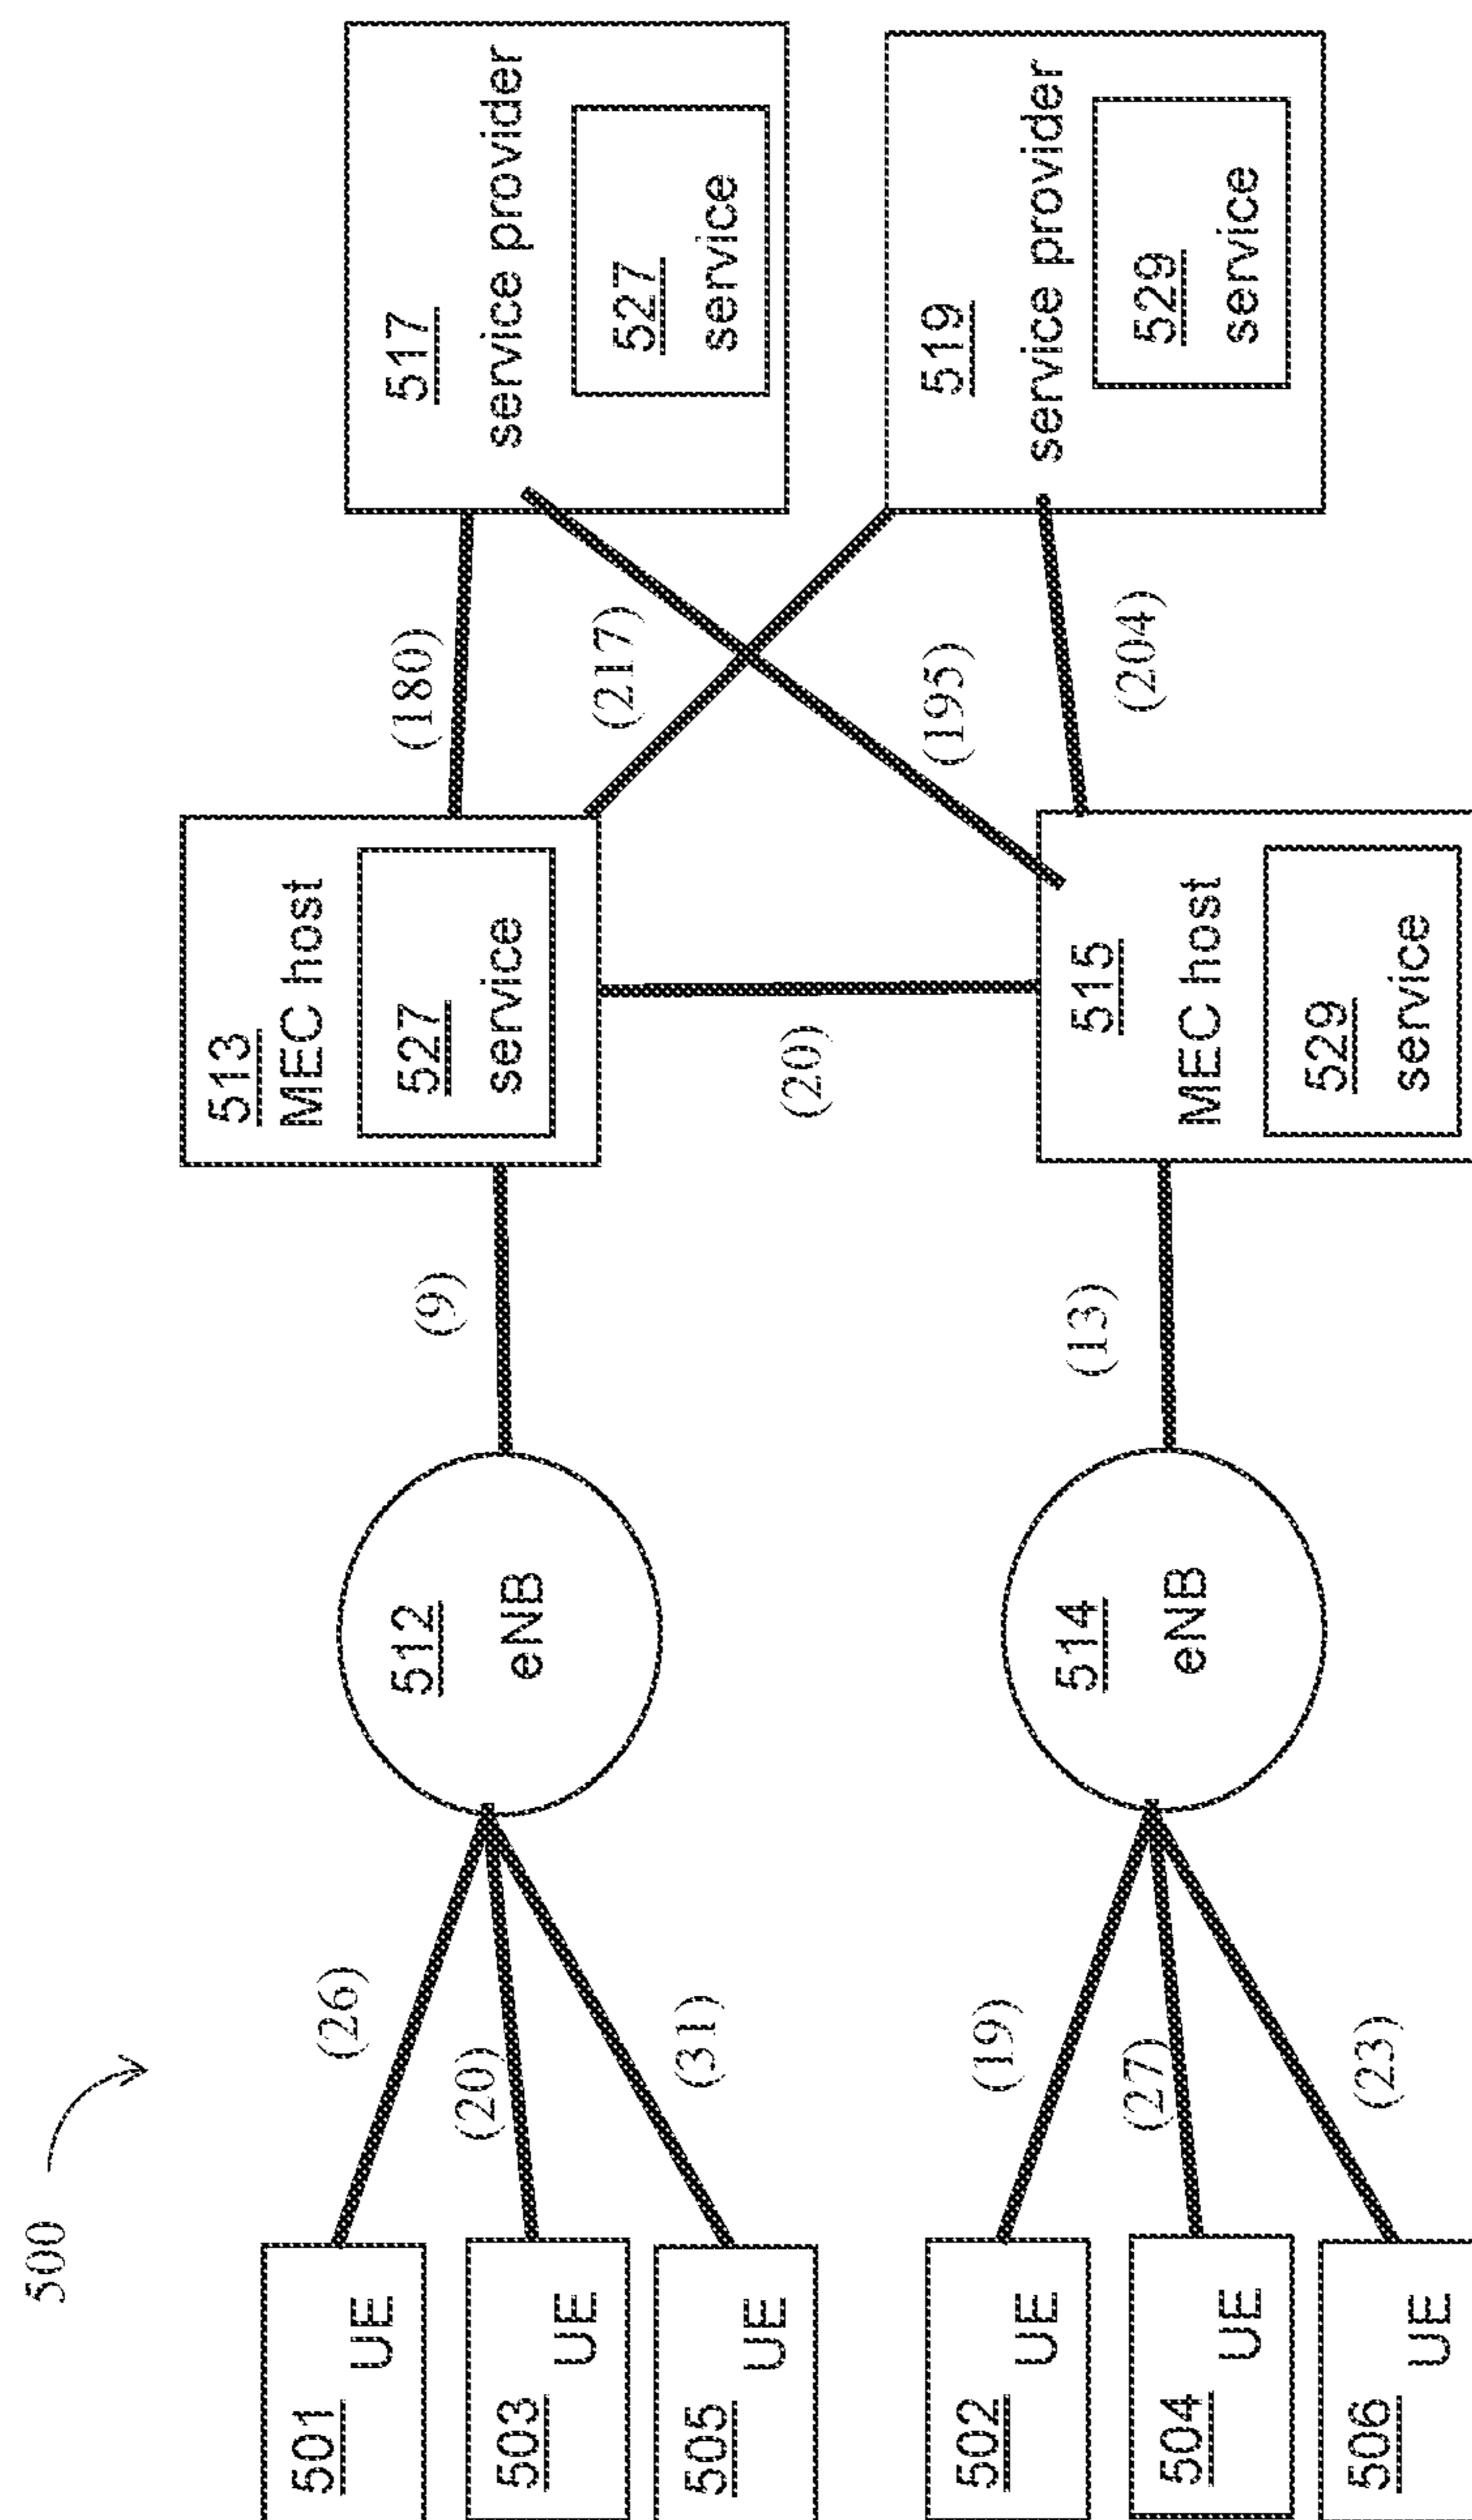 500
501
UE
503
UE
505
UE
502
UE
504
UE
506
UE
(26)
(20)
(31)
(19)
(27)
(23)
512
eNB
514
eNB
(9)
(13)
513
MEC host
527
service
(20)
515
MEC host
529
service
(180)
(217)
(195)
(204)
517
service provider
527
service
519
service provider
529
service